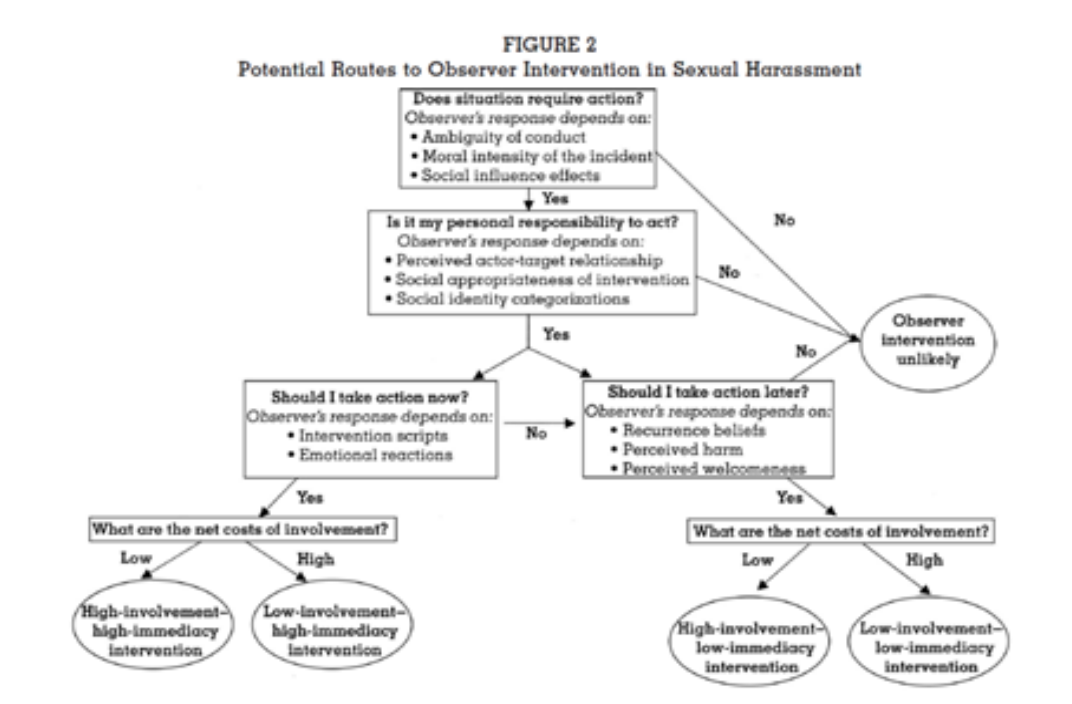 FIGURE 2
Potential Routes to Observer Intervention in Sexual Harassment
Does situation require action?
Observer's response depends on:
• Ambiguity of conduct
• Moral intensity of the incident
• Social influence effects
Yes
No
Is it my personal responsibility to act?
Observer's response depends on:
• Perceived actor-target relationship
• Social appropriateness of intervention
• Social identity categorizations
No
Observer
intervention
unlikely
Yes
No
Should I take action now?
Observer's response depends on:
• Intervention scripts
• Emotional reactions
No
Should I take action later?
Observer's response depends on:
• Recurrence beliefs
• Perceived harm
• Perceived welcomeness
Yes
What are the net costs of involvement?
Low
High
High-involvement–
high-immediacy
intervention
Low-involvement–
high-immediacy
intervention
Yes
What are the net costs of involvement?
Low
High
High-involvement–
low-immediacy
intervention
Low-involvement–
low-immediacy
intervention